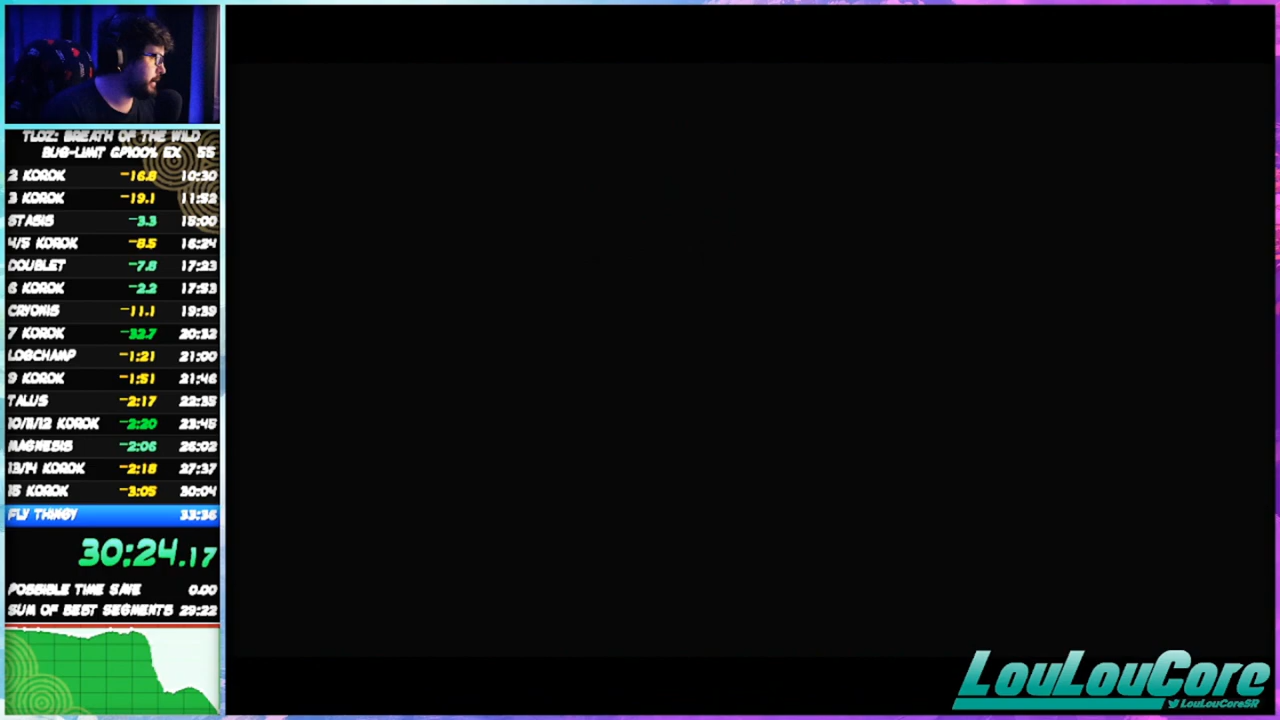 TLOZ: BREATH OF THE WILD
BUG-LIMIT GP100% EX 55
2 KOROK -16.8 10:30
3 KOROK -19.1 11:52
STASIS -3.3 15:00
4/5 KOROK -8.5 16:24
DOUBLET -7.8 17:23
6 KOROK -2.2 17:53
CRYONIS -11.1 19:39
7 KOROK -32.7 20:32
LOGCHAMP -1:21 21:00
9 KOROK -1:51 21:46
TALUS -2:17 22:35
10/11/12 KOROK -2:20 23:45
MAGNESIS -2:06 26:02
13/14 KOROK -2:18 27:37
15 KOROK -3:05 30:04
FLY THINGY 33:36
30:24.17
POSSIBLE TIME SAVE 0.00
SUM OF BEST SEGMENTS 29:22
LouLouCore
LouLouCoreSR